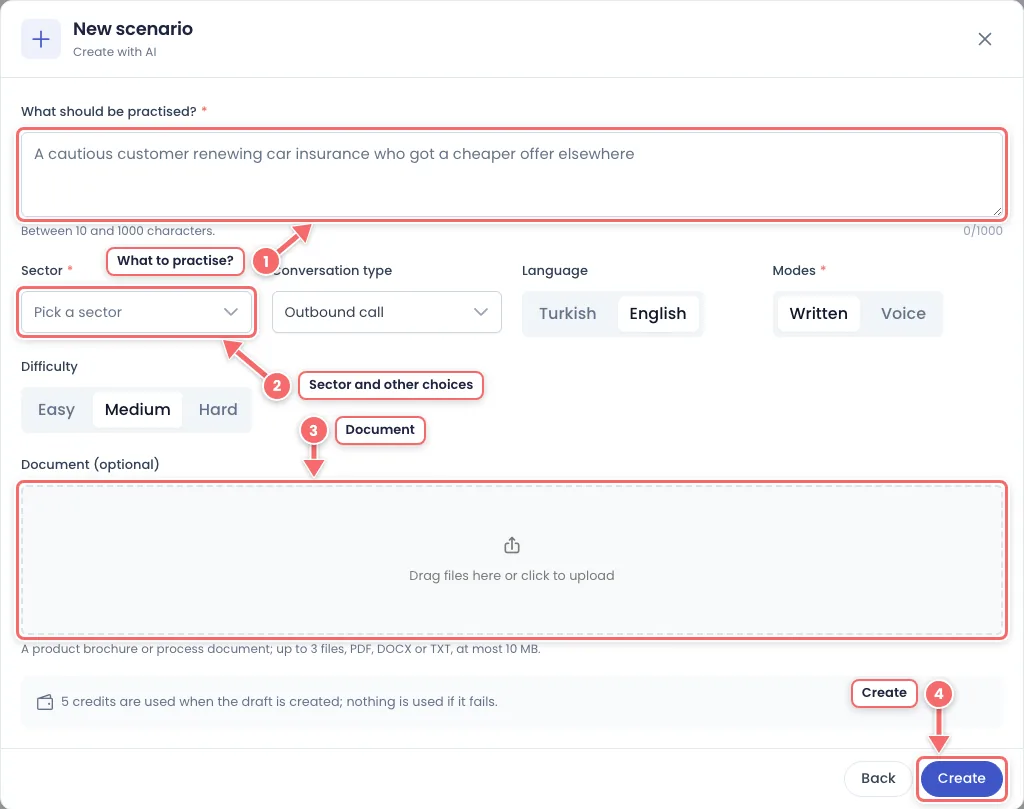 New scenario
Create with AI
What should be practised? *
A cautious customer renewing car insurance who got a cheaper offer elsewhere
Between 10 and 1000 characters.
0/1000
What to practise?
1
Sector *
Conversation type
Language
Modes *
Pick a sector
Outbound call
Turkish
English
Written
Voice
Difficulty
2
Sector and other choices
Easy
Medium
Hard
3
Document
Document (optional)
Drag files here or click to upload
A product brochure or process document; up to 3 files, PDF, DOCX or TXT, at most 10 MB.
5 credits are used when the draft is created; nothing is used if it fails.
Create
4
Back
Create